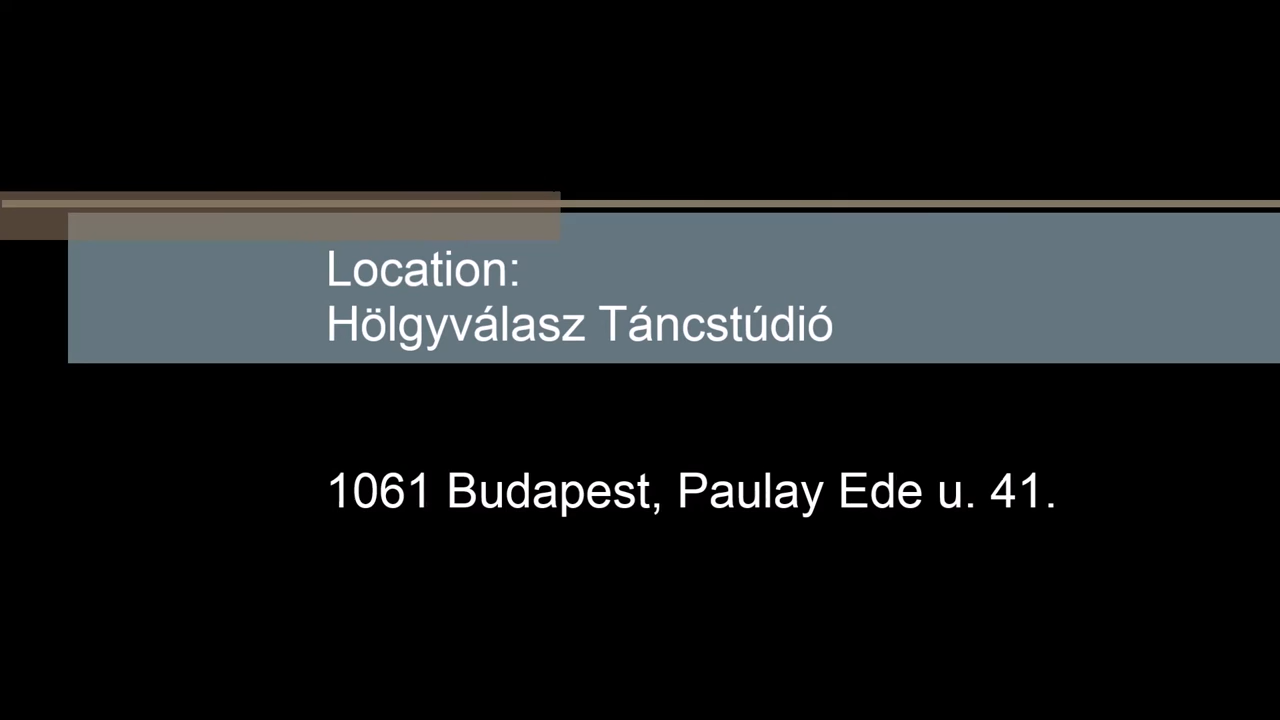 Location:
Hölgyválasz Táncstúdió
1061 Budapest, Paulay Ede u. 41.